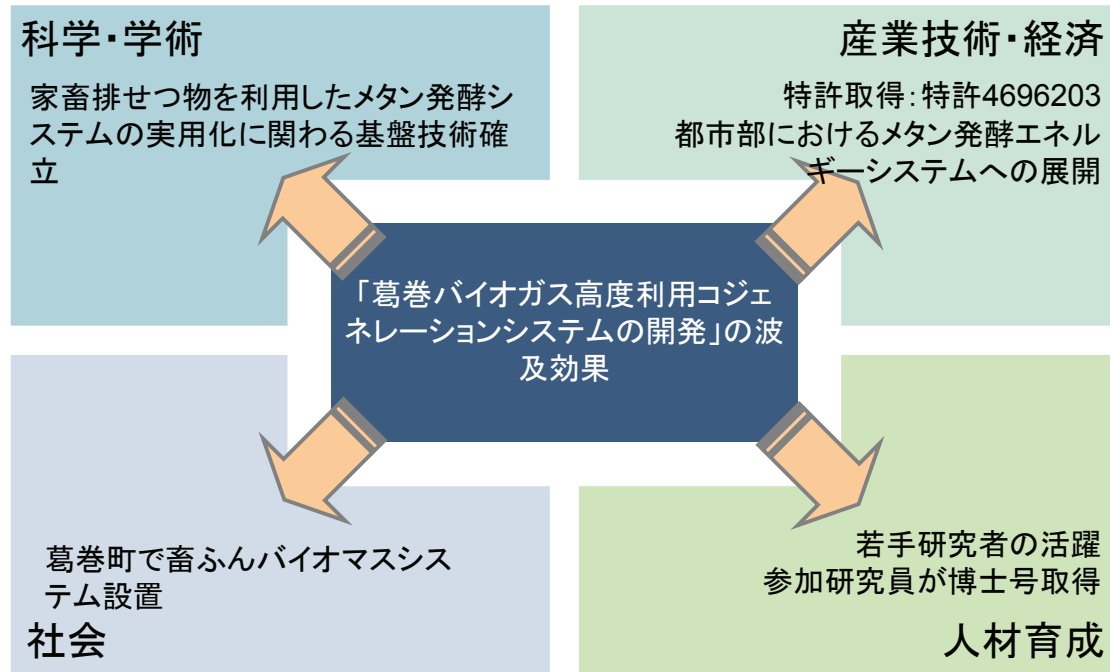 科学・学術
家畜排せつ物を利用したメタン発酵シ
ステムの実用化に関わる基盤技術確
立
産業技術・経済
特許取得：特許4696203
都市部におけるメタン発酵エネル
ギーシステムへの展開
「葛巻バイオガス高度利用コジェ
ネレーションシステムの開発」の波
及効果
葛巻町で畜ふんバイオマスシス
テム設置
社会
若手研究者の活躍
参加研究員が博士号取得
人材育成